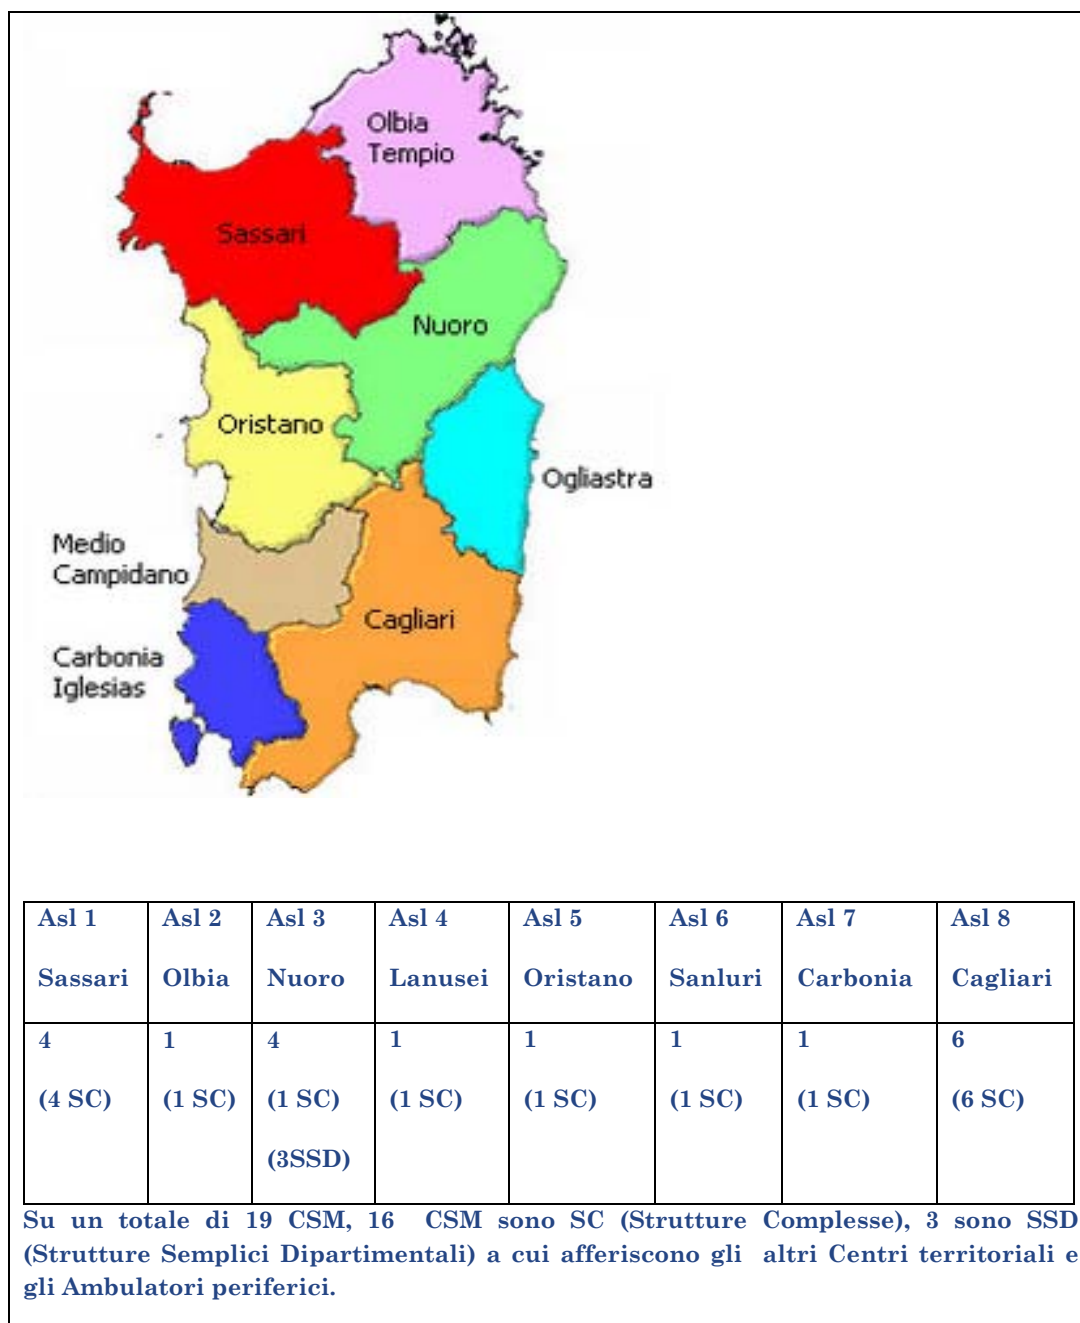 Olbia
Tempio
Sassari
Nuoro
Oristano
Ogliastra
Medio
Campidano
Cagliari
Carbonia
Iglesias
Asl 1 Asl 2 Asl 3 Asl 4 Asl 5 Asl 6 Asl 7 Asl 8
Sassari Olbia Nuoro Lanusei Oristano Sanluri Carbonia Cagliari
4 1 4 1 1 1 1 6
(4 SC) (1 SC) (1 SC) (1 SC) (1 SC) (1 SC) (1 SC) (6 SC)
(3SSD)
Su un totale di 19 CSM, 16 CSM sono SC (Strutture Complesse), 3 sono SSD
(Strutture Semplici Dipartimentali) a cui afferiscono gli altri Centri territoriali e
gli Ambulatori periferici.